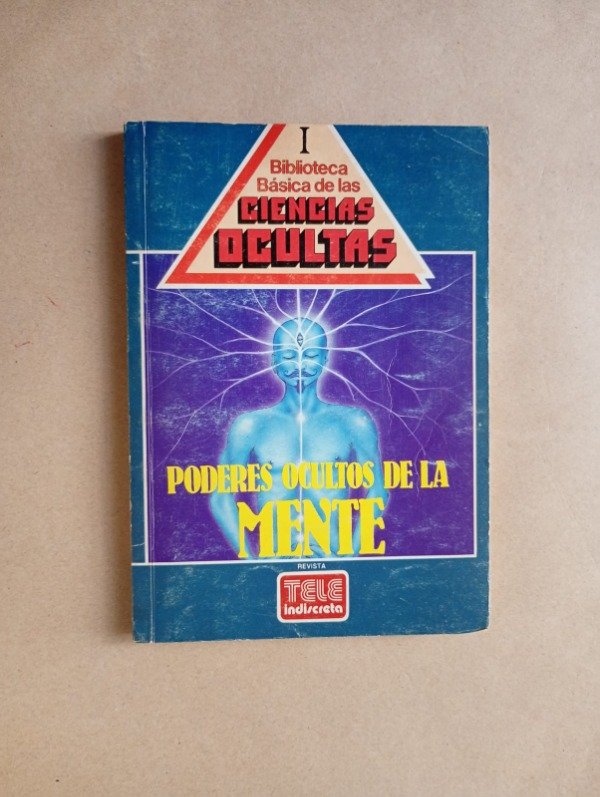 I
Biblioteca
Básica de las
CIENCIAS
OCULTAS
PODERES OCULTOS DE LA
MENTE
REVISTA
TELE
indiscreta